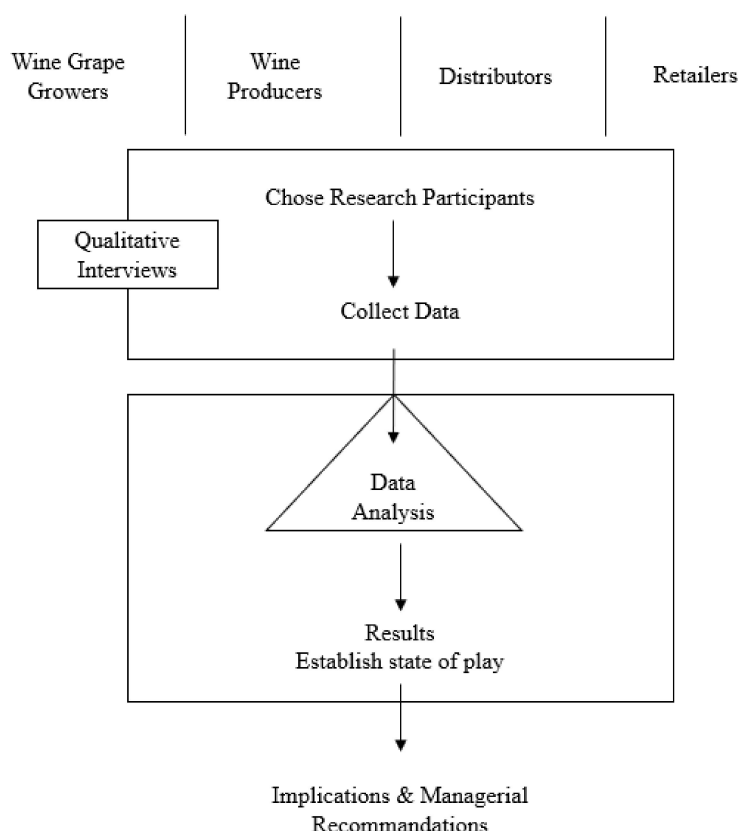 Wine Grape
Growers
Wine
Producers
Distributors
Retailers
Chose Research Participants
Qualitative
Interviews
Collect Data
Data
Analysis
Results
Establish state of play
Implications & Managerial
Recommandations